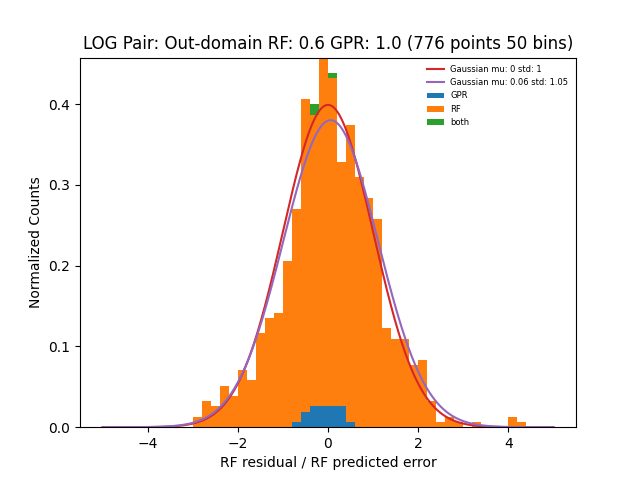 LOG Pair: Out-domain RF: 0.6 GPR: 1.0 (776 points 50 bins)
Gaussian mu: 0 std: 1
Gaussian mu: 0.06 std: 1.05
GPR
RF
both
Normalized Counts
0.4
0.3
0.2
0.1
0.0
−4 −2 0 2 4
RF residual / RF predicted error